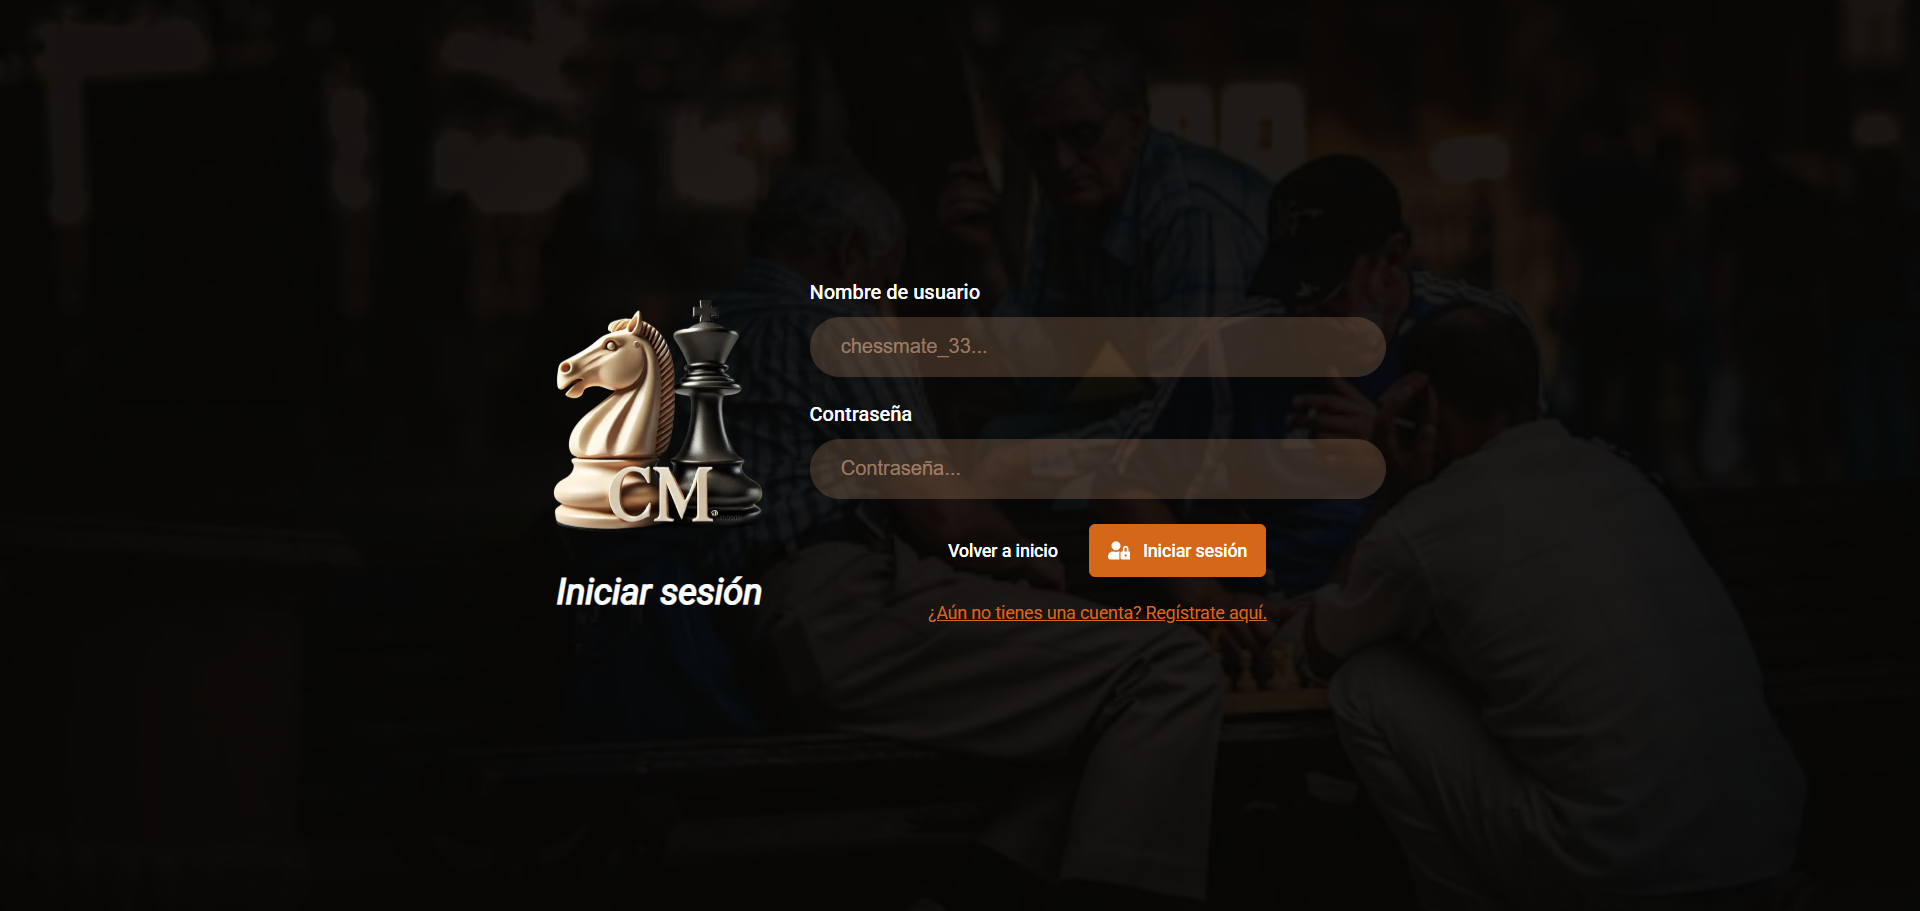 Nombre de usuario
chessmate_33...
Contraseña
Contraseña...
CM
Iniciar sesión
Volver a inicio
Iniciar sesión
¿Aún no tienes una cuenta? Regístrate aquí.